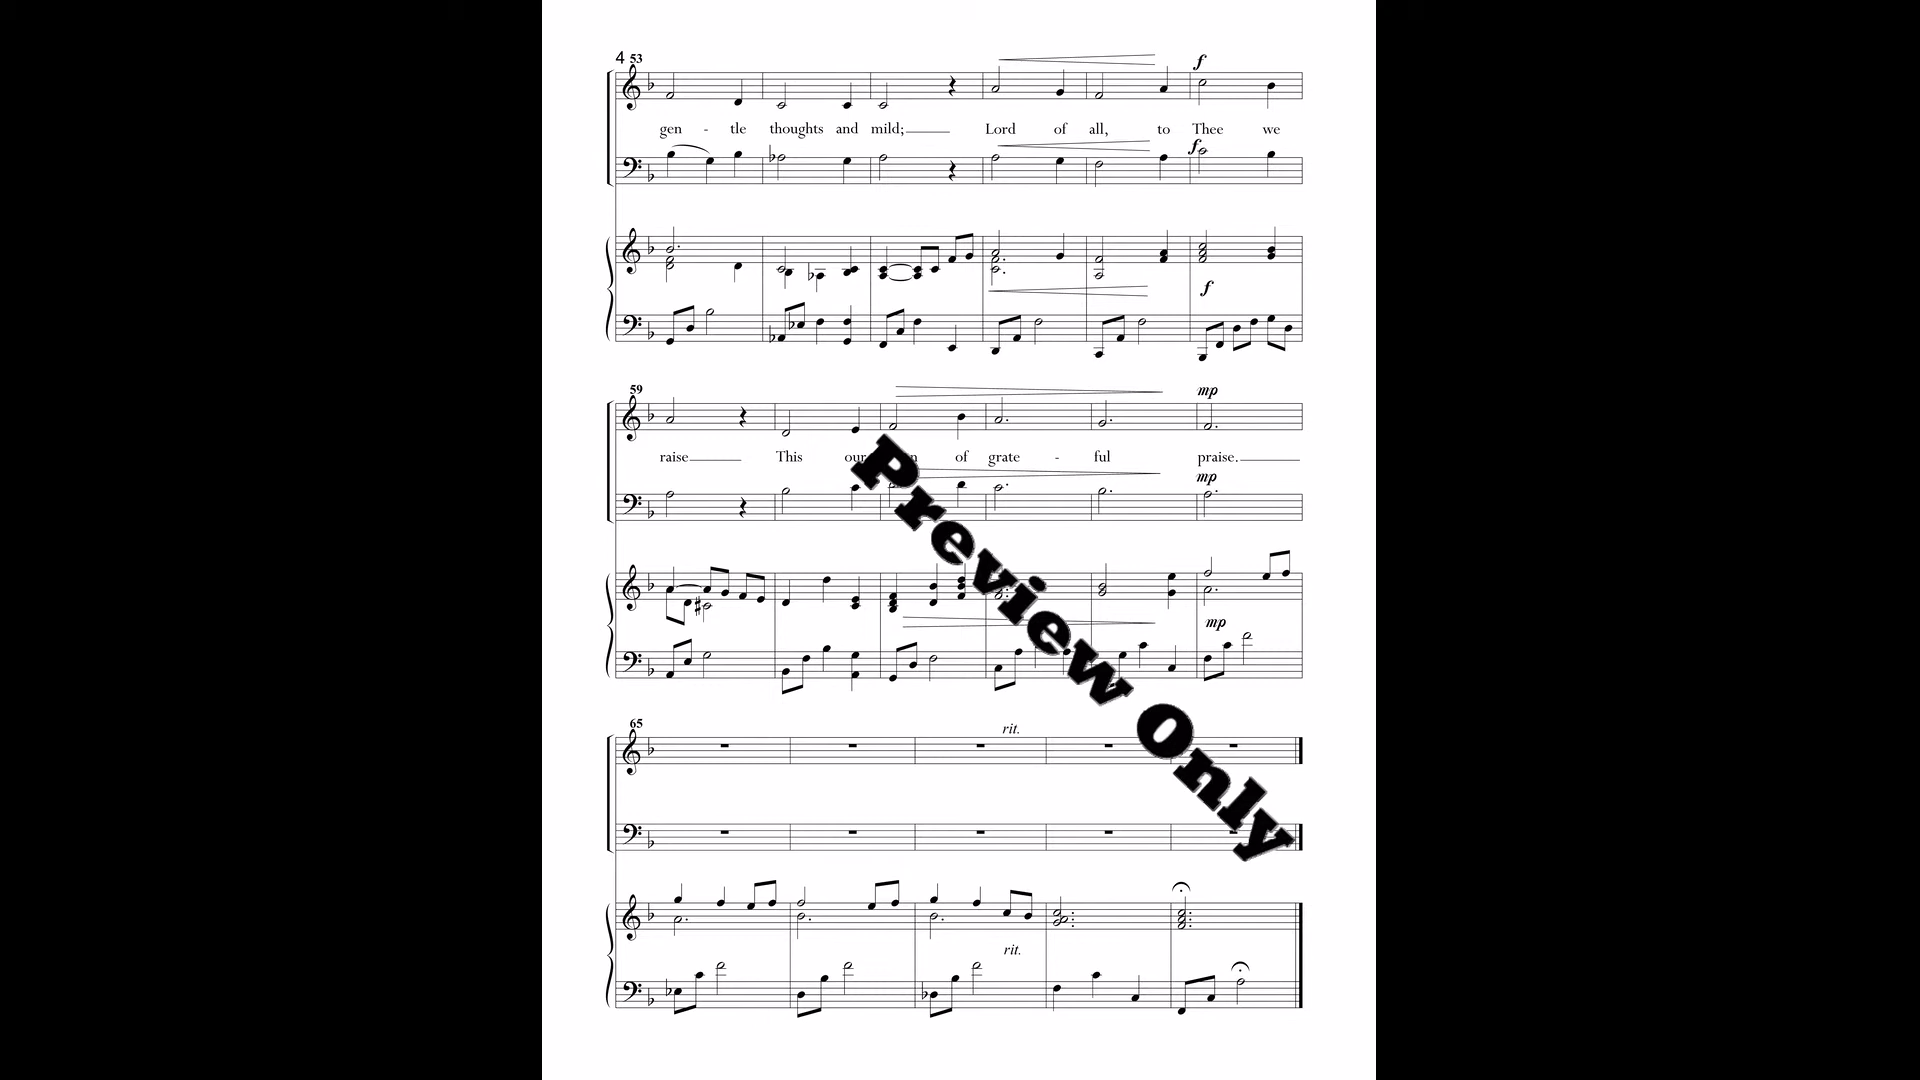 4 53
f
gen - tle thoughts and mild; Lord of all, to Thee we
f
f
59
mp
raise This our of grate - ful praise.
mp
mp
65
rit.
rit.
Preview Only